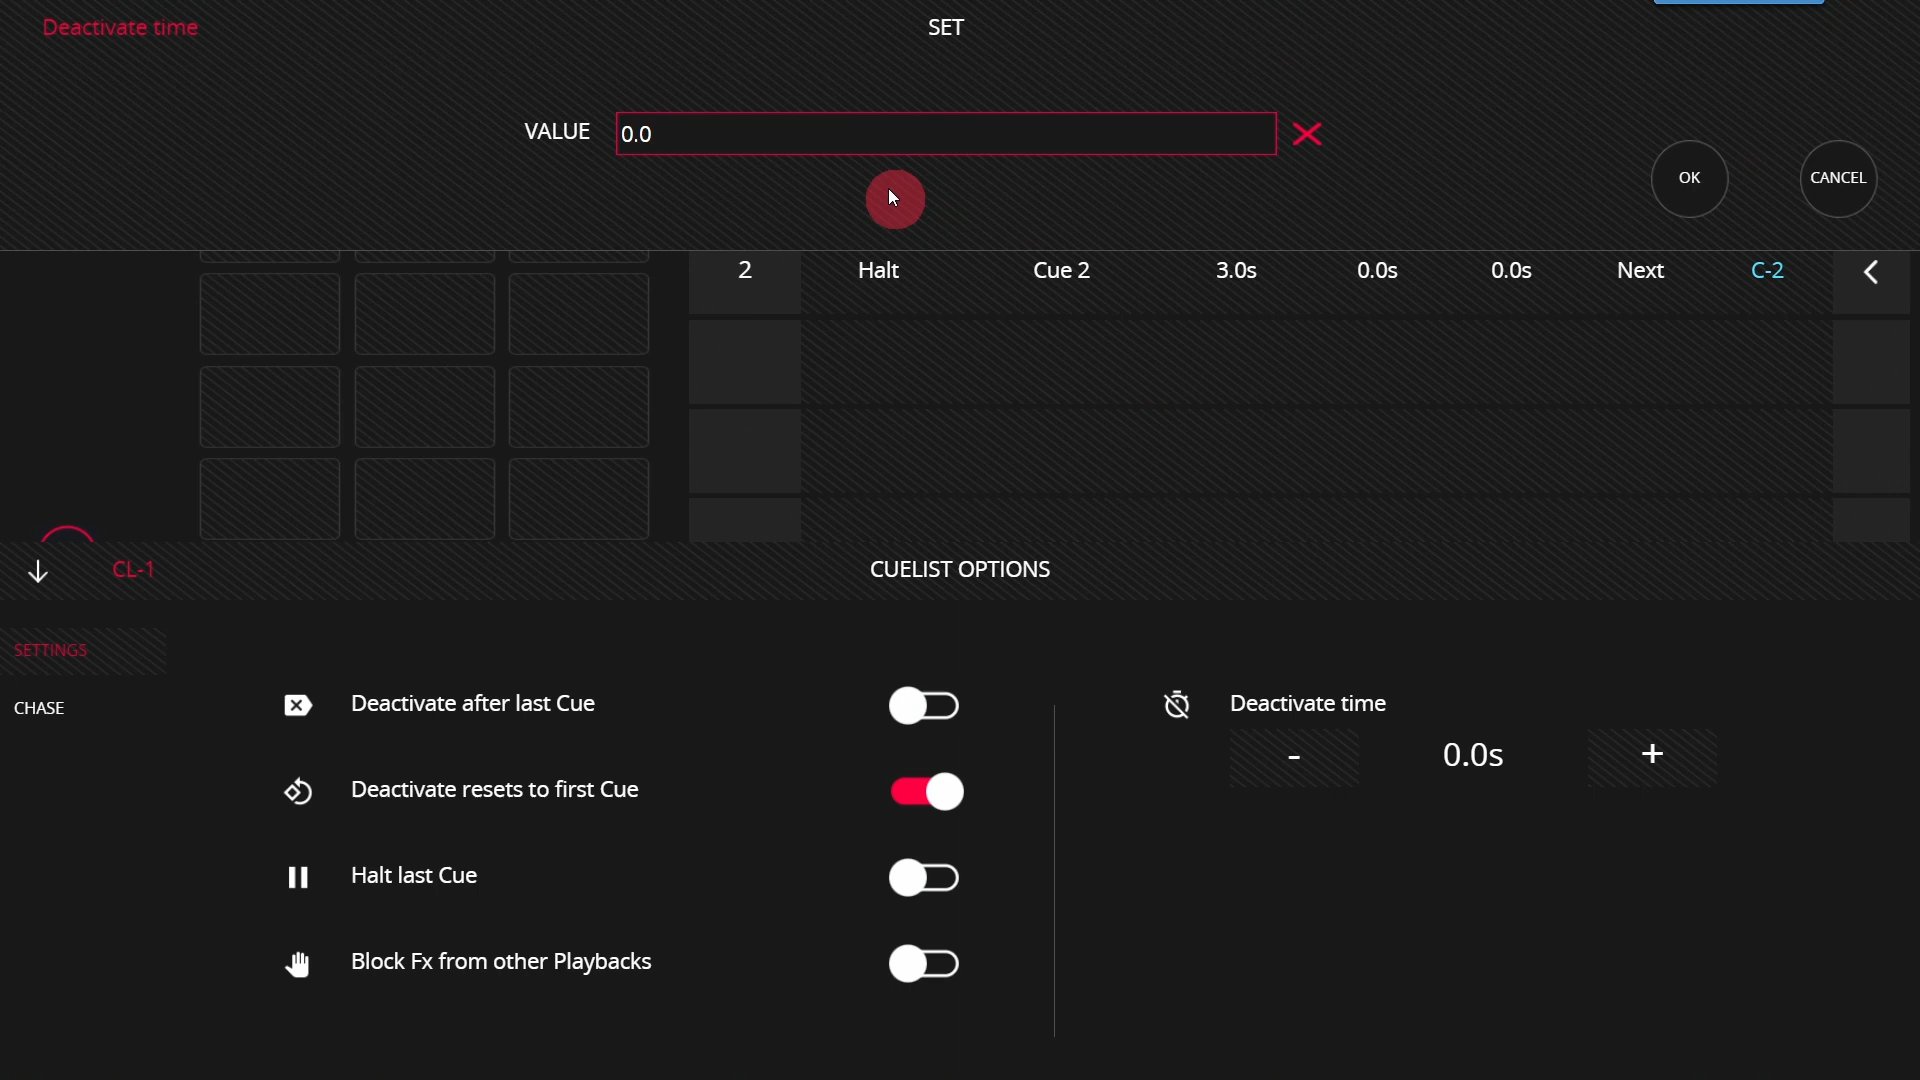 Deactivate time
SET
VALUE
0.0
OK
CANCEL
2 Halt Cue 2 3.0s 0.0s 0.0s Next C-2
CL-1
CUELIST OPTIONS
SETTINGS
CHASE
Deactivate after last Cue
Deactivate resets to first Cue
Halt last Cue
Block Fx from other Playbacks
Deactivate time
- 0.0s +